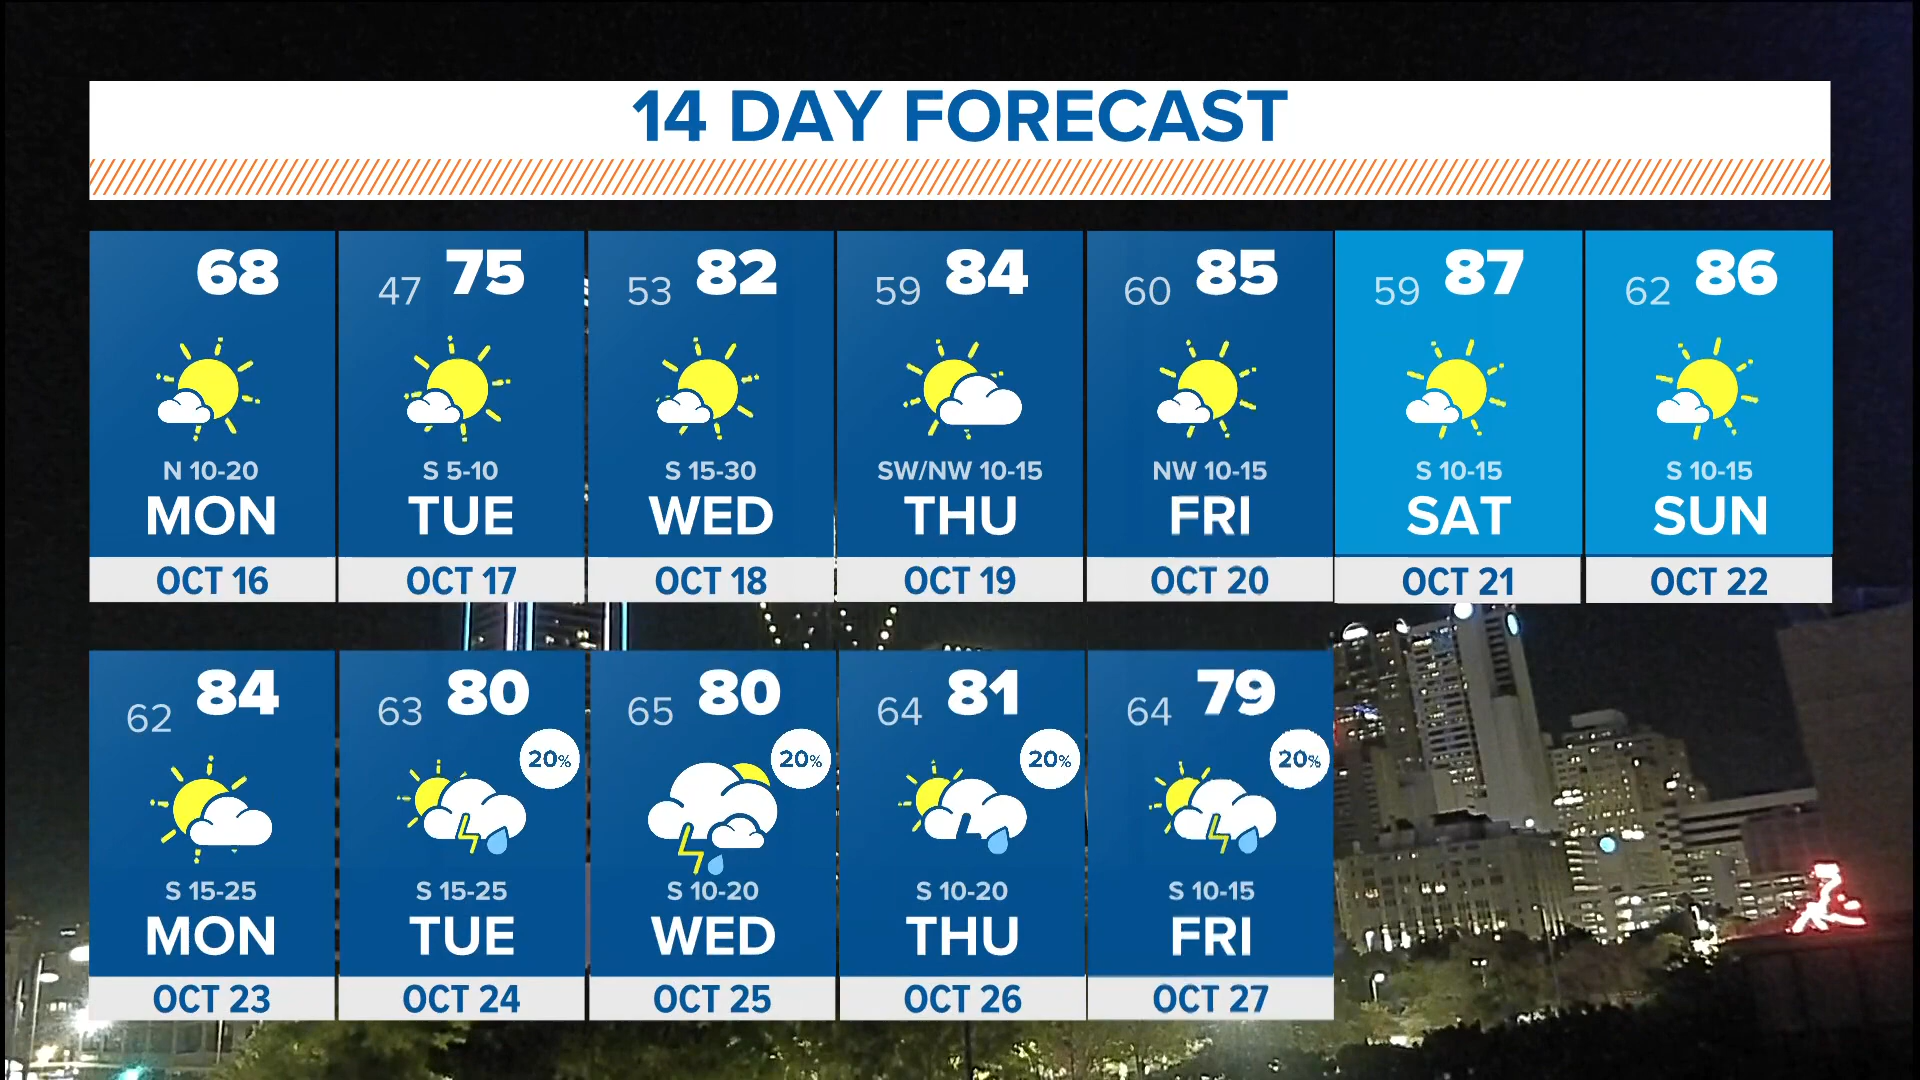 14 DAY FORECAST
68
N 10-20
MON
OCT 16
47 75
S 5-10
TUE
OCT 17
53 82
S 15-30
WED
OCT 18
59 84
SW/NW 10-15
THU
OCT 19
60 85
NW 10-15
FRI
OCT 20
59 87
S 10-15
SAT
OCT 21
62 86
S 10-15
SUN
OCT 22
62 84
S 15-25
MON
OCT 23
63 80
20%
S 15-25
TUE
OCT 24
65 80
20%
S 10-20
WED
OCT 25
64 81
20%
S 10-20
THU
OCT 26
64 79
20%
S 10-15
FRI
OCT 27